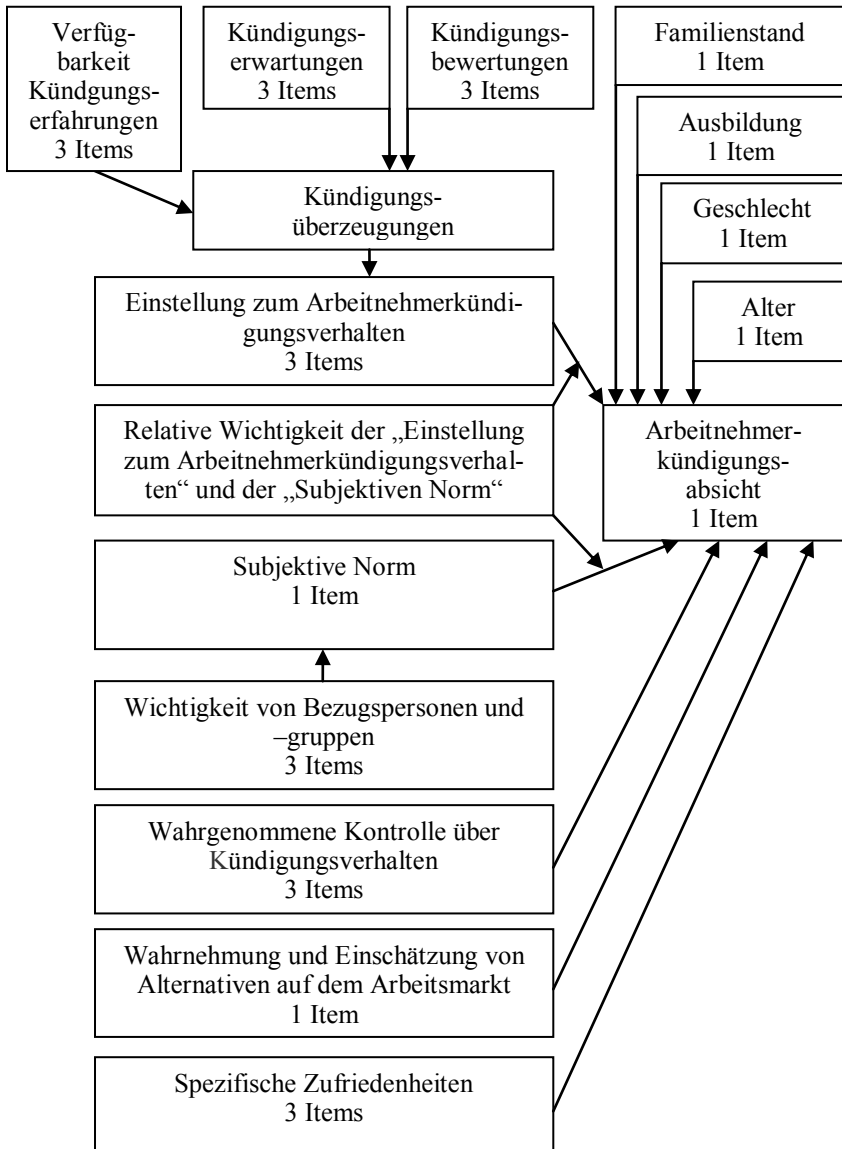 Verfüg-
barkeit
Kündgungs-
erfahrungen
3 Items
Kündigungs-
erwartungen
3 Items
Kündigungs-
bewertungen
3 Items
Familienstand
1 Item
Ausbildung
1 Item
Geschlecht
1 Item
Alter
1 Item
Kündigungs-
überzeugungen
Einstellung zum Arbeitnehmerkündi-
gungsverhalten
3 Items
Relative Wichtigkeit der „Einstellung
zum Arbeitnehmerkündigungsverhal-
ten“ und der „Subjektiven Norm“
Arbeitnehmer-
kündigungs-
absicht
1 Item
Subjektive Norm
1 Item
Wichtigkeit von Bezugspersonen und
–gruppen
3 Items
Wahrgenommene Kontrolle über
Kündigungsverhalten
3 Items
Wahrnehmung und Einschätzung von
Alternativen auf dem Arbeitsmarkt
1 Item
Spezifische Zufriedenheiten
3 Items